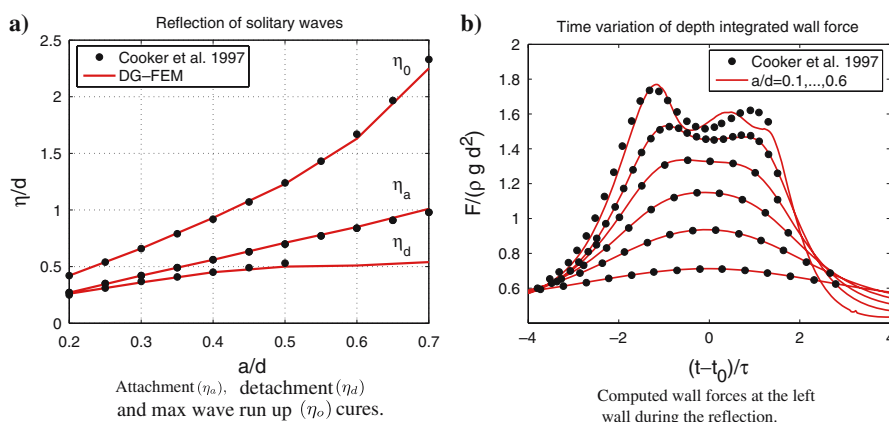 a)
Reflection of solitary waves
2.5
2
1.5
1
0.5
0
η/d
Cooker et al. 1997
DG−FEM
η0
ηa
ηd
0.2 0.3 0.4 0.5 0.6 0.7
a/d
Attachment (ηa), detachment (ηd)
and max wave run up (ηo) cures.
b)
Time variation of depth integrated wall force
2
1.8
1.6
1.4
1.2
1
0.8
0.6
F/(ρ g d2)
Cooker et al. 1997
a/d=0.1,...,0.6
−4 −2 0 2 4
(t−t0)/τ
Computed wall forces at the left
wall during the reflection.